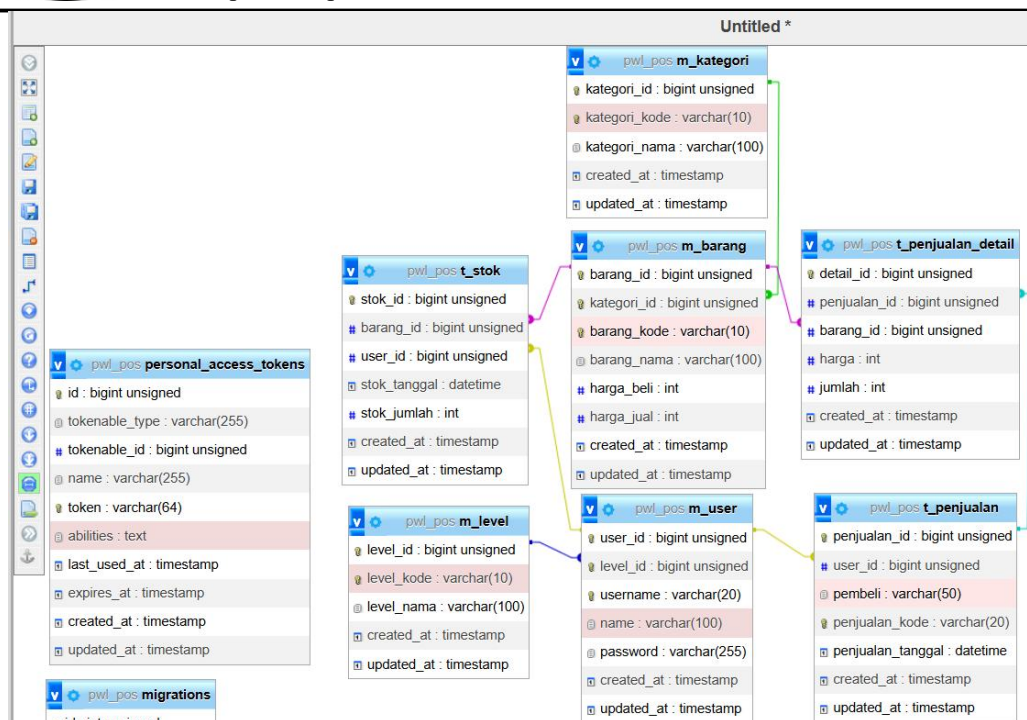 Untitled *
pwl_pos m_kategori
kategori_id : bigint unsigned
kategori_kode : varchar(10)
kategori_nama : varchar(100)
created_at : timestamp
updated_at : timestamp
pwl_pos t_stok
stok_id : bigint unsigned
barang_id : bigint unsigned
user_id : bigint unsigned
stok_tanggal : datetime
stok_jumlah : int
created_at : timestamp
updated_at : timestamp
pwl_pos m_barang
barang_id : bigint unsigned
kategori_id : bigint unsigned
barang_kode : varchar(10)
barang_nama : varchar(100)
harga_beli : int
harga_jual : int
created_at : timestamp
updated_at : timestamp
pwl_pos t_penjualan_detail
detail_id : bigint unsigned
penjualan_id : bigint unsigned
barang_id : bigint unsigned
harga : int
jumlah : int
created_at : timestamp
updated_at : timestamp
pwl_pos personal_access_tokens
id : bigint unsigned
tokenable_type : varchar(255)
tokenable_id : bigint unsigned
name : varchar(255)
token : varchar(64)
abilities : text
last_used_at : timestamp
expires_at : timestamp
created_at : timestamp
updated_at : timestamp
pwl_pos m_level
level_id : bigint unsigned
level_kode : varchar(10)
level_nama : varchar(100)
created_at : timestamp
updated_at : timestamp
pwl_pos m_user
user_id : bigint unsigned
level_id : bigint unsigned
username : varchar(20)
name : varchar(100)
password : varchar(255)
created_at : timestamp
updated_at : timestamp
pwl_pos t_penjualan
penjualan_id : bigint unsigned
user_id : bigint unsigned
pembeli : varchar(50)
penjualan_kode : varchar(20)
penjualan_tanggal : datetime
created_at : timestamp
updated_at : timestamp
pwl_pos migrations